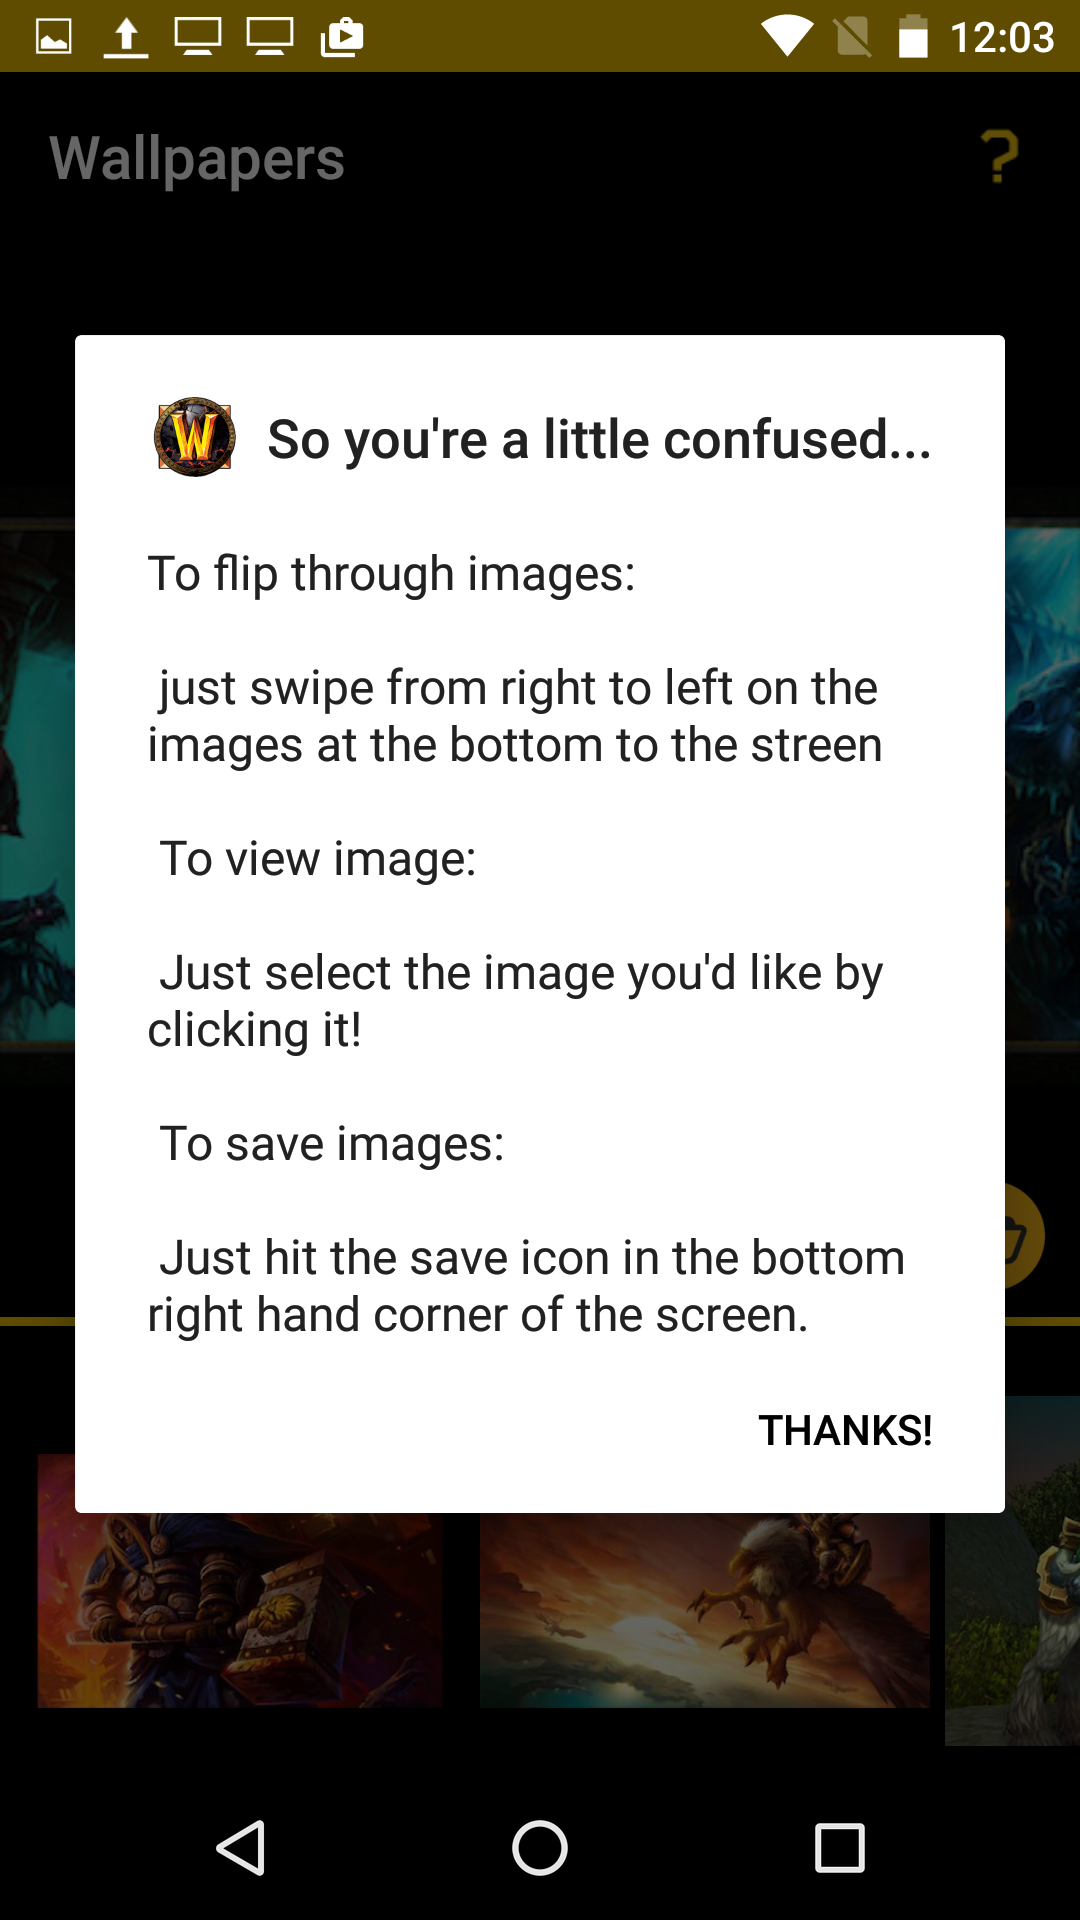 12:03
Wallpapers
?
W
So you're a little confused...
To flip through images:
just swipe from right to left on the
images at the bottom to the streen
To view image:
Just select the image you'd like by
clicking it!
To save images:
Just hit the save icon in the bottom
right hand corner of the screen.
THANKS!